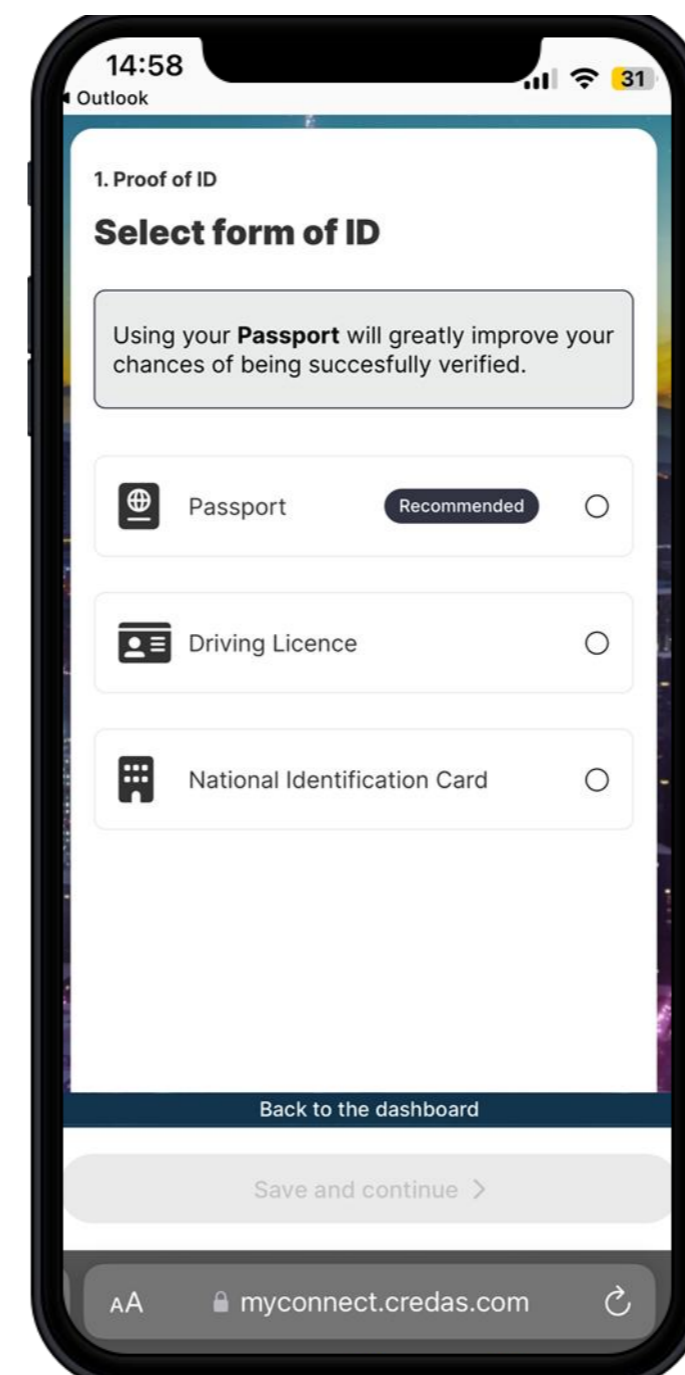 14:58
31
Outlook
1. Proof of ID
Select form of ID
Using your Passport will greatly improve your
chances of being succesfully verified.
Passport
Recommended
Driving Licence
National Identification Card
Back to the dashboard
Save and continue
AA
myconnect.credas.com